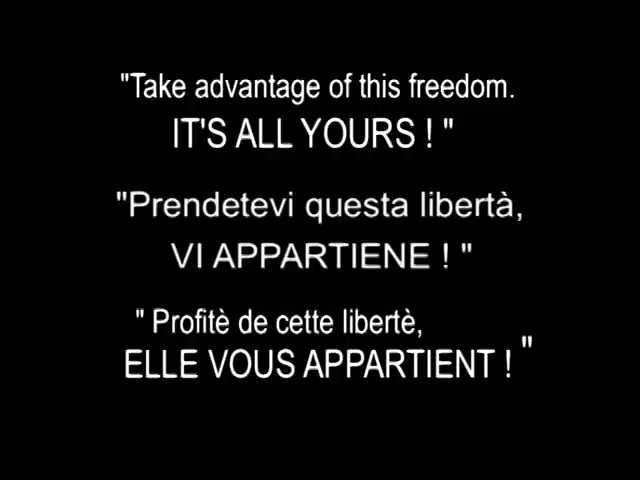 "Take advantage of this freedom.
IT'S ALL YOURS ! "
"Prendetevi questa libertà,
VI APPARTIENE ! "
" Profitè de cette libertè,
ELLE VOUS APPARTIENT ! "